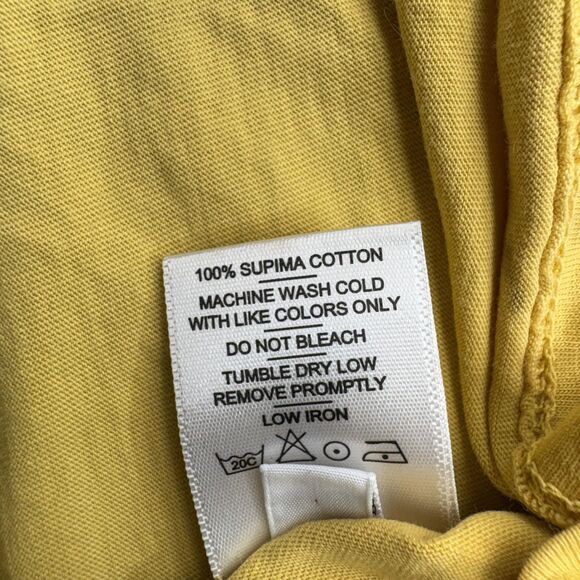 100% SUPIMA COTTON
MACHINE WASH COLD
WITH LIKE COLORS ONLY
DO NOT BLEACH
TUMBLE DRY LOW
REMOVE PROMPTLY
LOW IRON
20C